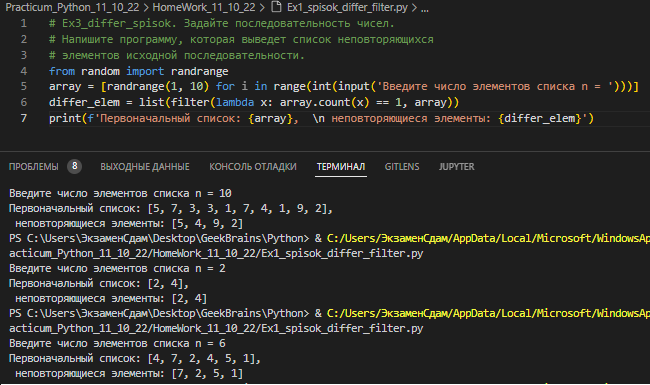 Practicum_Python_11_10_22 > HomeWork_11_10_22 > Ex1_spisok_differ_filter.py > ...
1 # Ex3_differ_spisok. Задайте последовательность чисел.
2 # Напишите программу, которая выведет список неповторяющихся
3 # элементов исходной последовательности.
4 from random import randrange
5 array = [randrange(1, 10) for i in range(int(input('Введите число элементов списка n = ')))]
6 differ_elem = list(filter(lambda x: array.count(x) == 1, array))
7 print(f'Первоначальный список: {array}, \n неповторяющиеся элементы: {differ_elem}')
ПРОБЛЕМЫ 8 ВЫХОДНЫЕ ДАННЫЕ КОНСОЛЬ ОТЛАДКИ ТЕРМИНАЛ GITLENS JUPYTER
Введите число элементов списка n = 10
Первоначальный список: [5, 7, 3, 3, 1, 7, 4, 1, 9, 2],
неповторяющиеся элементы: [5, 4, 9, 2]
PS C:\Users\ЭкзаменСдам\Desktop\GeekBrains\Python> & C:/Users/ЭкзаменСдам/AppData/Local/Microsoft/WindowsAp
acticum_Python_11_10_22/HomeWork_11_10_22/Ex1_spisok_differ_filter.py
Введите число элементов списка n = 2
Первоначальный список: [2, 4],
неповторяющиеся элементы: [2, 4]
PS C:\Users\ЭкзаменСдам\Desktop\GeekBrains\Python> & C:/Users/ЭкзаменСдам/AppData/Local/Microsoft/WindowsAp
acticum_Python_11_10_22/HomeWork_11_10_22/Ex1_spisok_differ_filter.py
Введите число элементов списка n = 6
Первоначальный список: [4, 7, 2, 4, 5, 1],
неповторяющиеся элементы: [7, 2, 5, 1]